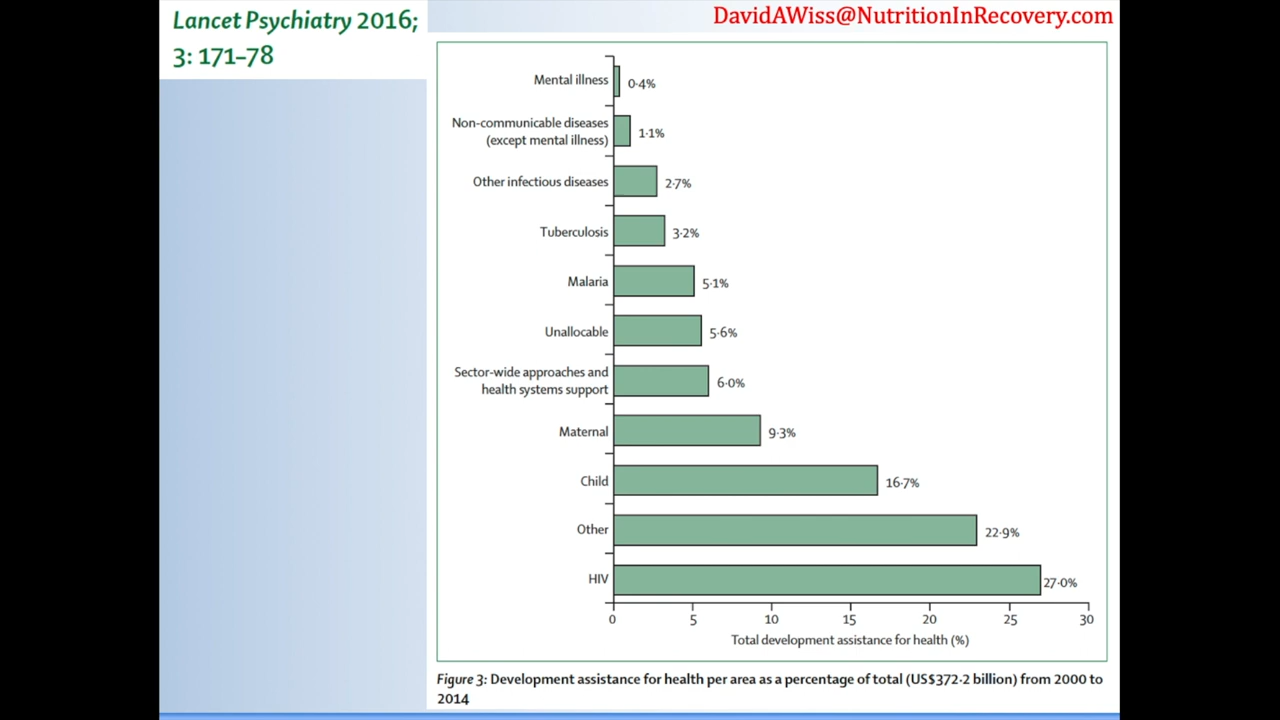 Lancet Psychiatry 2016;
3: 171–78
DavidAWiss@NutritionInRecovery.com
Mental illness
0·4%
Non-communicable diseases
(except mental illness)
1·1%
Other infectious diseases
2·7%
Tuberculosis
3·2%
Malaria
5·1%
Unallocable
5·6%
Sector-wide approaches and
health systems support
6·0%
Maternal
9·3%
Child
16·7%
Other
22·9%
HIV
27·0%
0 5 10 15 20 25 30
Total development assistance for health (%)
Figure 3: Development assistance for health per area as a percentage of total (US$372·2 billion) from 2000 to
2014